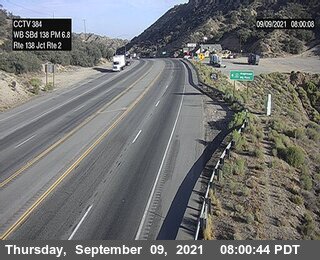 CCTV 384
WB SBd 138 PM 6.8
Rte 138 Jct Rte 2
09/09/2021 08:00:08
Thursday, September 09, 2021 08:00:44 PDT